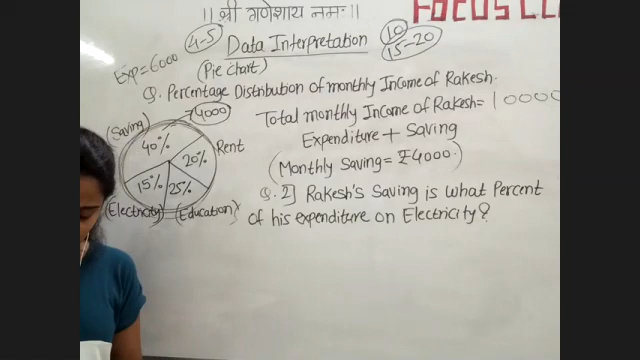 ।। श्री गणेशाय नमः ।।
FOCUS
4-5
10
15-20
Data Interpretation
Exp=6000
(Pie chart)
Q. Percentage Distribution of monthly Income of Rakesh.
4000
Total monthly Income of Rakesh= 10000
Expenditure + Saving
(Monthly Saving = ₹4000.)
(Saving)
40%
20%
Rent
15%
25%
(Electricity)
(Education)
Q. 2] Rakesh's Saving is what Percent
of his expenditure on Electricity?